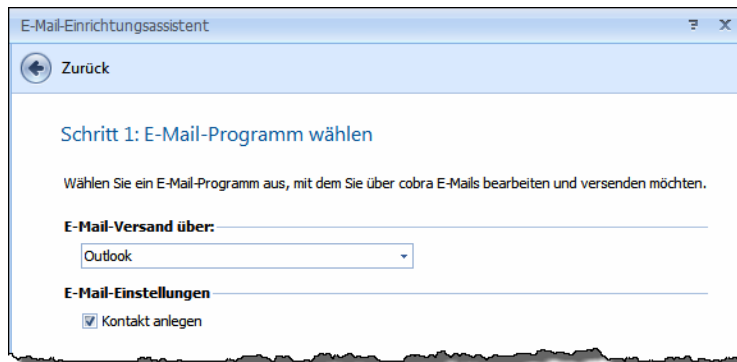 E-Mail-Einrichtungsassistent
Zurück
Schritt 1: E-Mail-Programm wählen
Wählen Sie ein E-Mail-Programm aus, mit dem Sie über cobra E-Mails bearbeiten und versenden möchten.
E-Mail-Versand über:
Outlook
E-Mail-Einstellungen
Kontakt anlegen